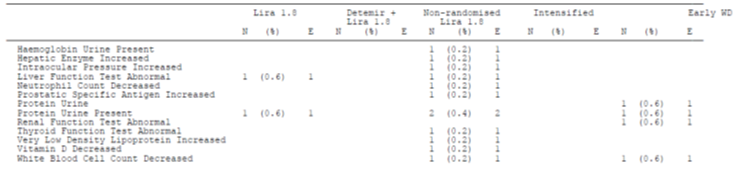 Lira 1.8 Detemir + Non-randomised Intensified Early WD
Lira 1.8 Lira 1.8
N (%) E N (%) E N (%) E N (%) E N (%) E
Haemoglobin Urine Present 1 (0.2) 1
Hepatic Enzyme Increased 1 (0.2) 1
Intraocular Pressure Increased 1 (0.2) 1
Liver Function Test Abnormal 1 (0.6) 1 1 (0.2) 1
Neutrophil Count Decreased 1 (0.2) 1
Prostatic Specific Antigen Increased 1 (0.2) 1
Protein Urine 1 (0.6) 1
Protein Urine Present 1 (0.6) 1 2 (0.4) 2 1 (0.6) 1
Renal Function Test Abnormal 1 (0.6) 1
Thyroid Function Test Abnormal 1 (0.2) 1
Very Low Density Lipoprotein Increased 1 (0.2) 1
Vitamin D Decreased 1 (0.2) 1
White Blood Cell Count Decreased 1 (0.2) 1 1 (0.6) 1